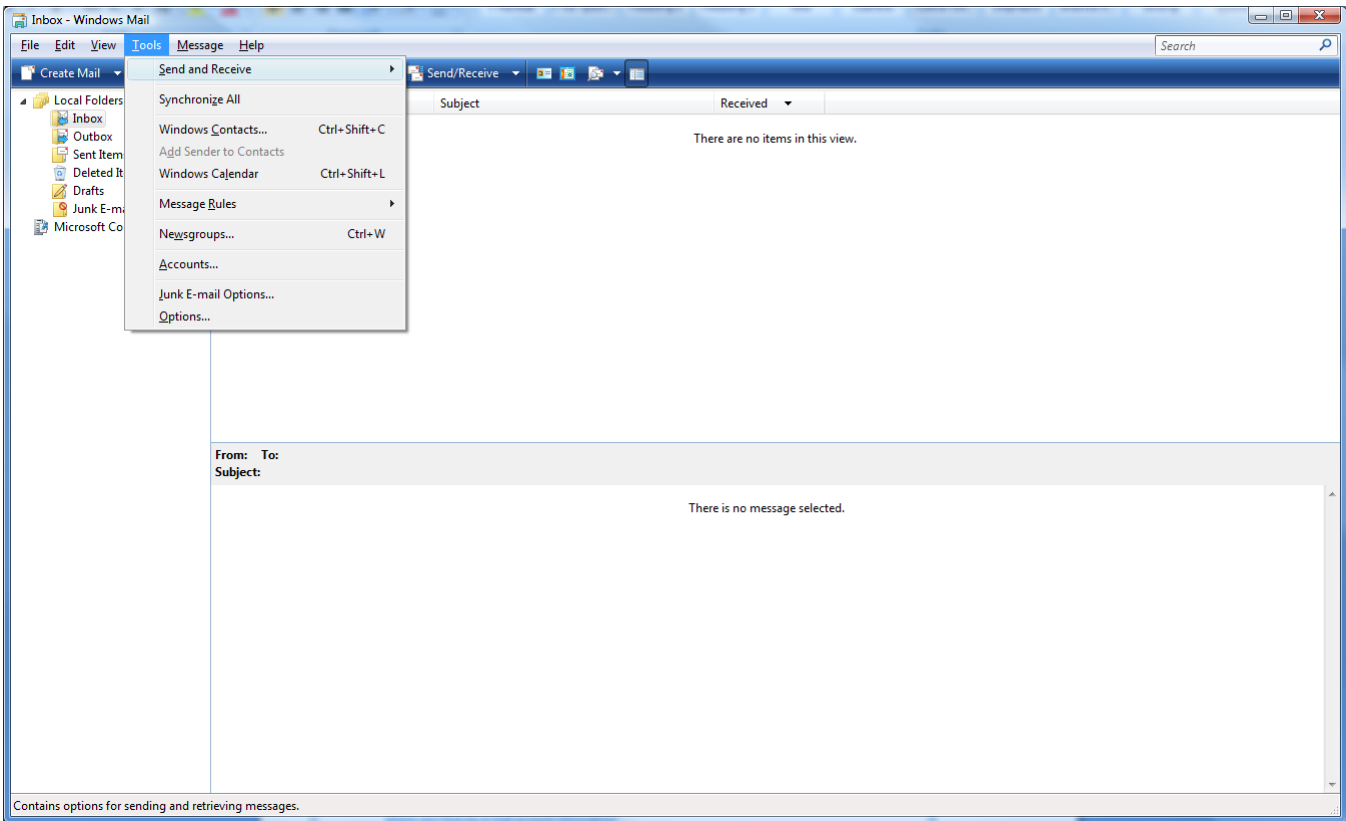 Inbox - Windows Mail
File Edit View Tools Message Help
Search
Create Mail
Send/Receive
Send and Receive
Synchronize All
Windows Contacts... Ctrl+Shift+C
Add Sender to Contacts
Windows Calendar Ctrl+Shift+L
Message Rules
Newsgroups... Ctrl+W
Accounts...
Junk E-mail Options...
Options...
Local Folders
Inbox
Outbox
Sent Item
Deleted It
Drafts
Junk E-ma
Microsoft Co
Subject Received
There are no items in this view.
From: To:
Subject:
There is no message selected.
Contains options for sending and retrieving messages.